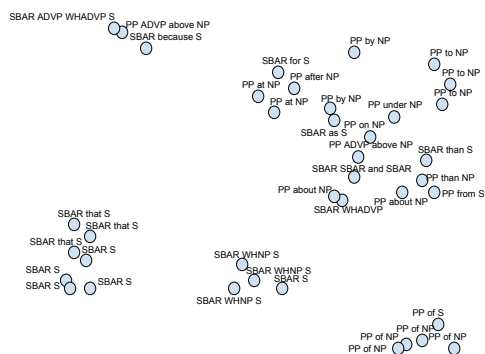 SBAR ADVP WHADVP S
PP ADVP above NP
SBAR because S
PP by NP
PP to NP
SBAR for S
PP to NP
PP after NP
PP at NP
PP to NP
PP at NP
PP by NP
PP under NP
SBAR as S
PP on NP
PP ADVP above NP
SBAR than S
SBAR SBAR and SBAR
PP than NP
PP about NP
PP about NP
PP from S
SBAR WHADVP
SBAR that S
SBAR that S
SBAR that S
SBAR S
SBAR S
SBAR S
SBAR S
SBAR WHNP S
SBAR WHNP S
SBAR WHNP S
SBAR S
PP of S
PP of NP
PP of NP
PP of NP
PP of NP